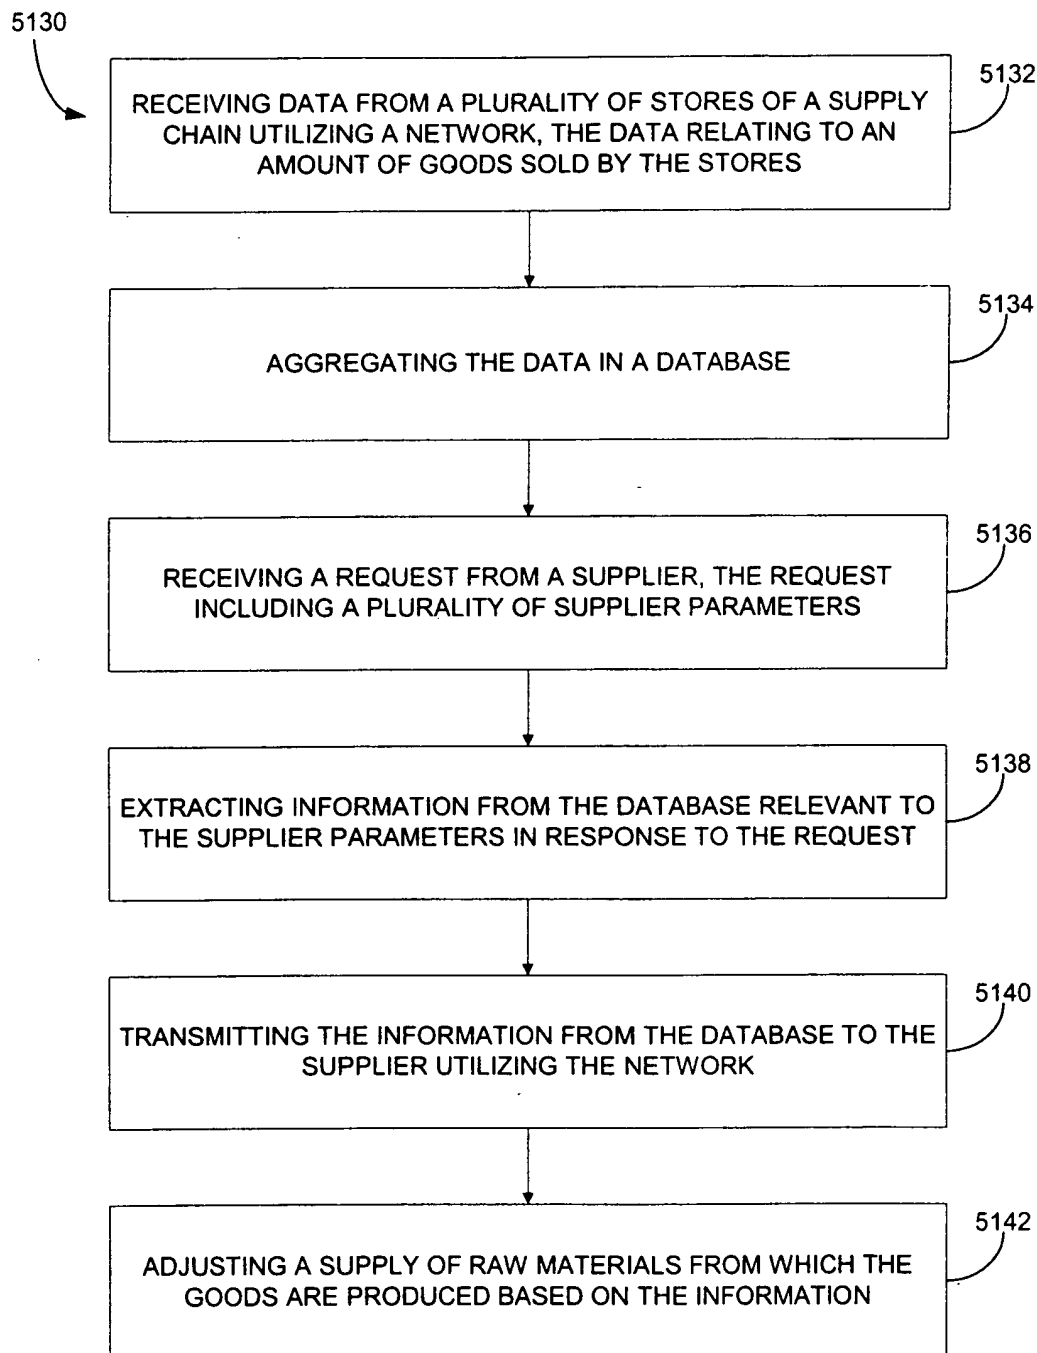 5130
5132
RECEIVING DATA FROM A PLURALITY OF STORES OF A SUPPLY
CHAIN UTILIZING A NETWORK, THE DATA RELATING TO AN
AMOUNT OF GOODS SOLD BY THE STORES
5134
AGGREGATING THE DATA IN A DATABASE
5136
RECEIVING A REQUEST FROM A SUPPLIER, THE REQUEST
INCLUDING A PLURALITY OF SUPPLIER PARAMETERS
5138
EXTRACTING INFORMATION FROM THE DATABASE RELEVANT TO
THE SUPPLIER PARAMETERS IN RESPONSE TO THE REQUEST
5140
TRANSMITTING THE INFORMATION FROM THE DATABASE TO THE
SUPPLIER UTILIZING THE NETWORK
5142
ADJUSTING A SUPPLY OF RAW MATERIALS FROM WHICH THE
GOODS ARE PRODUCED BASED ON THE INFORMATION